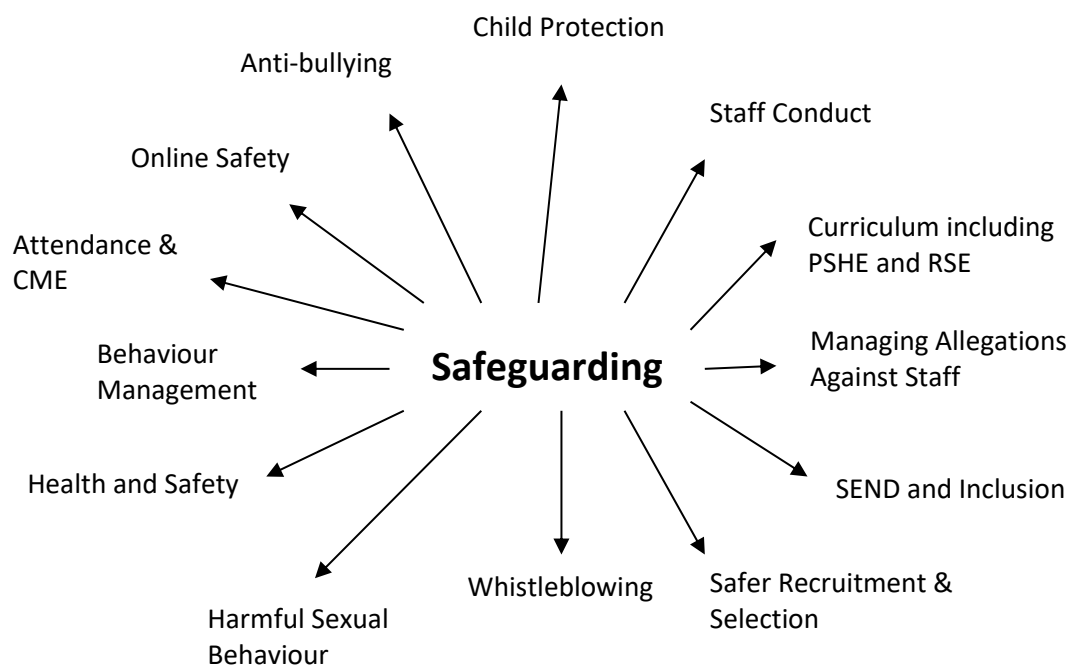 Child Protection
Anti-bullying
Staff Conduct
Online Safety
Curriculum including
PSHE and RSE
Attendance &
CME
Managing Allegations
Against Staff
Behaviour
Management
Safeguarding
Health and Safety
SEND and Inclusion
Whistleblowing
Safer Recruitment &
Selection
Harmful Sexual
Behaviour